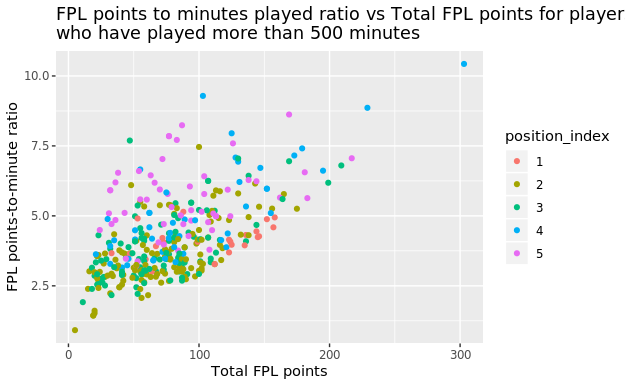 FPL points to minutes played ratio vs Total FPL points for player
who have played more than 500 minutes
FPL points-to-minute ratio
10.0
7.5
5.0
2.5
0
100
200
300
Total FPL points
position_index
1
2
3
4
5